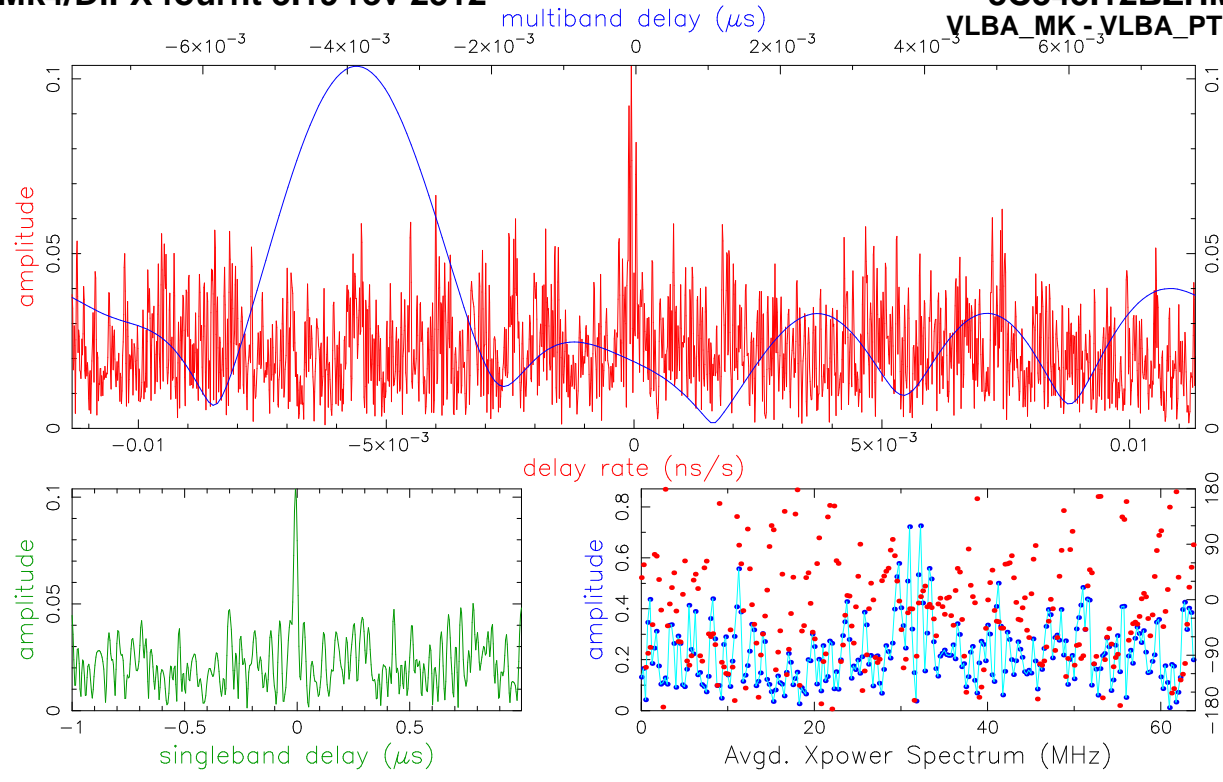 multiband delay (μs)
VLBA_MK - VLBA_PT
−6×10⁻³ −4×10⁻³ −2×10⁻³ 0 2×10⁻³ 4×10⁻³ 6×10⁻³
amplitude
0 0.05 0.1
0 0.05 0.1
−0.01 −5×10⁻³ 0 5×10⁻³ 0.01
delay rate (ns/s)
amplitude
0 0.05 0.1
−1 −0.5 0 0.5
singleband delay (μs)
amplitude
0 0.2 0.4 0.6 0.8
−180 −90 0 90 180
0 20 40 60
Avgd. Xpower Spectrum (MHz)